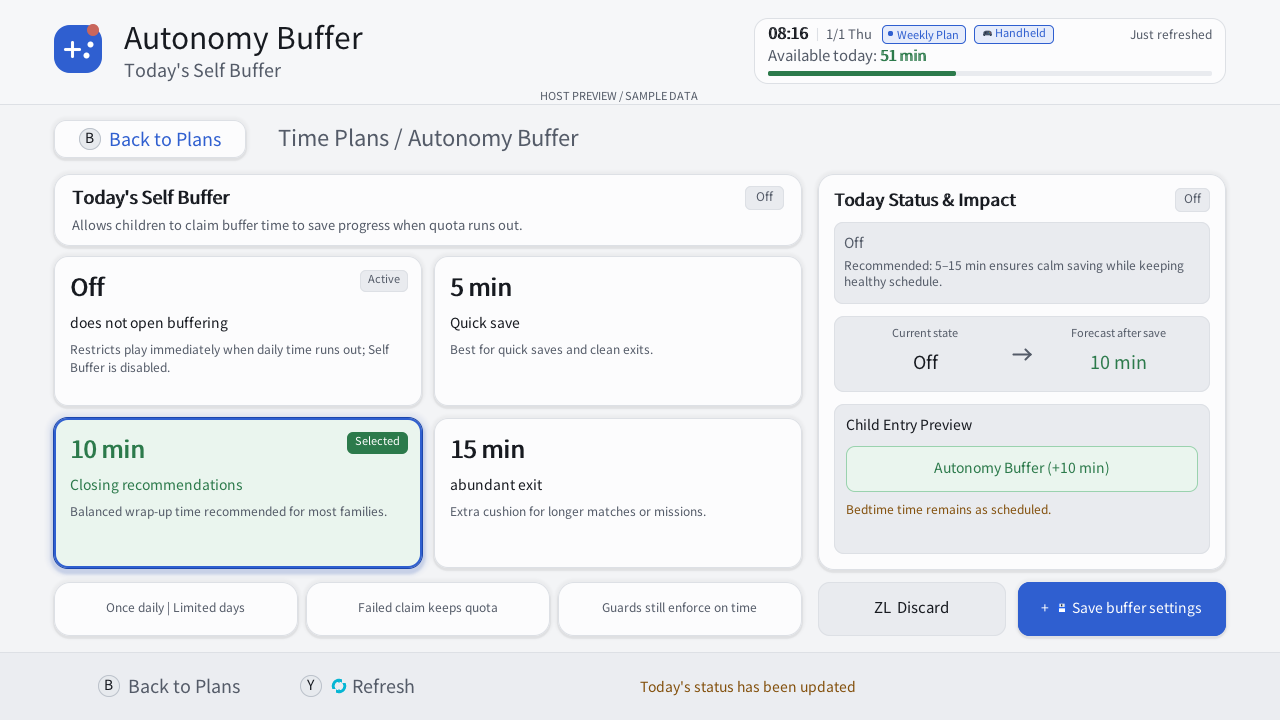 Autonomy Buffer
Today's Self Buffer
08:16 1/1 Thu Weekly Plan Handheld Just refreshed
Available today: 51 min
HOST PREVIEW / SAMPLE DATA
B Back to Plans
Time Plans / Autonomy Buffer
Today's Self Buffer
Off
Allows children to claim buffer time to save progress when quota runs out.
Off
Active
does not open buffering
Restricts play immediately when daily time runs out; Self
Buffer is disabled.
5 min
Quick save
Best for quick saves and clean exits.
10 min
Selected
Closing recommendations
Balanced wrap-up time recommended for most families.
15 min
abundant exit
Extra cushion for longer matches or missions.
Once daily | Limited days
Failed claim keeps quota
Guards still enforce on time
Today Status & Impact
Off
Off
Recommended: 5–15 min ensures calm saving while keeping
healthy schedule.
Current state
Off
→
Forecast after save
10 min
Child Entry Preview
Autonomy Buffer (+10 min)
Bedtime time remains as scheduled.
ZL Discard
+ Save buffer settings
B Back to Plans
Y Refresh
Today's status has been updated